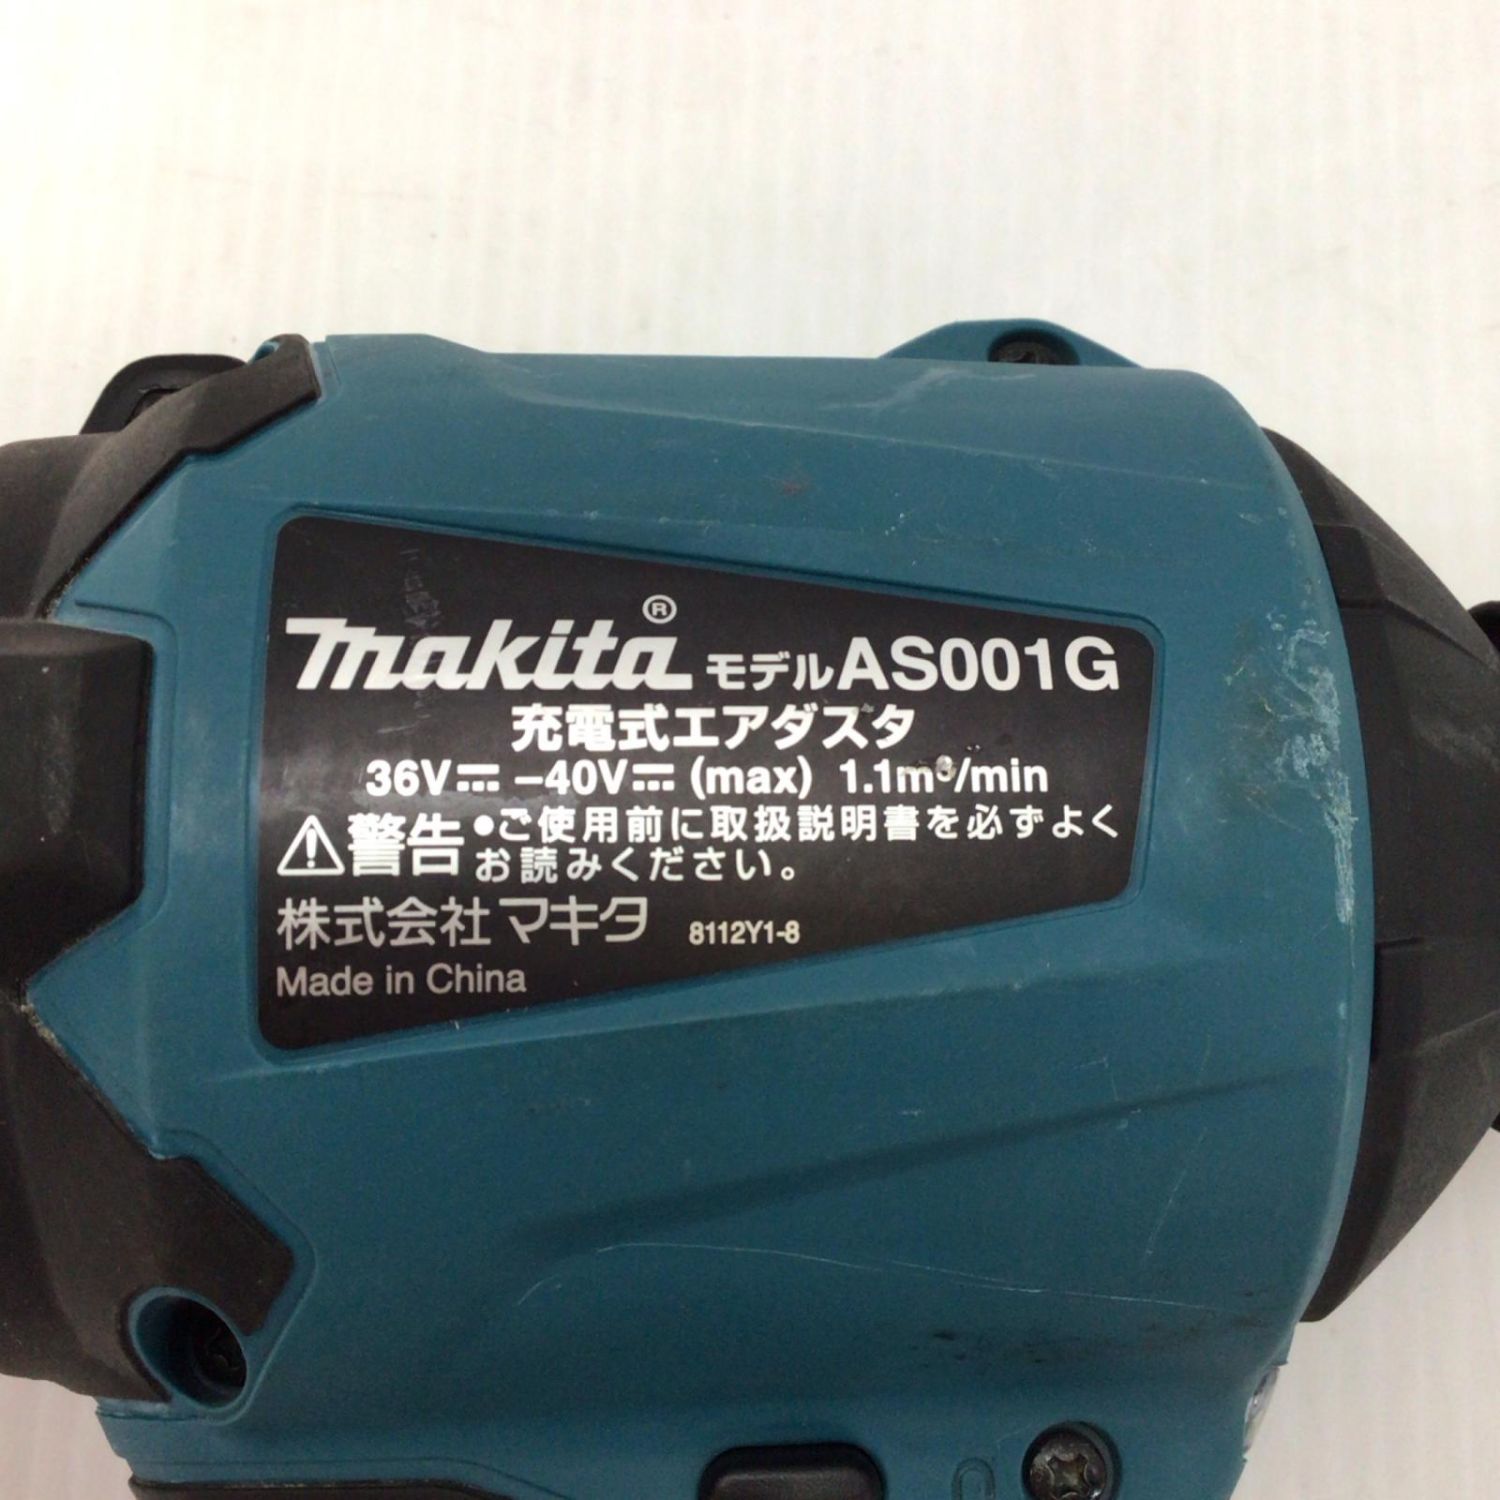 makita® モデルAS001G
充電式エアダスタ
36V⎓ –40V⎓ (max) 1.1m³/min
⚠警告 ●ご使用前に取扱説明書を必ずよく
お読みください。
株式会社マキタ 8112Y1-8
Made in China